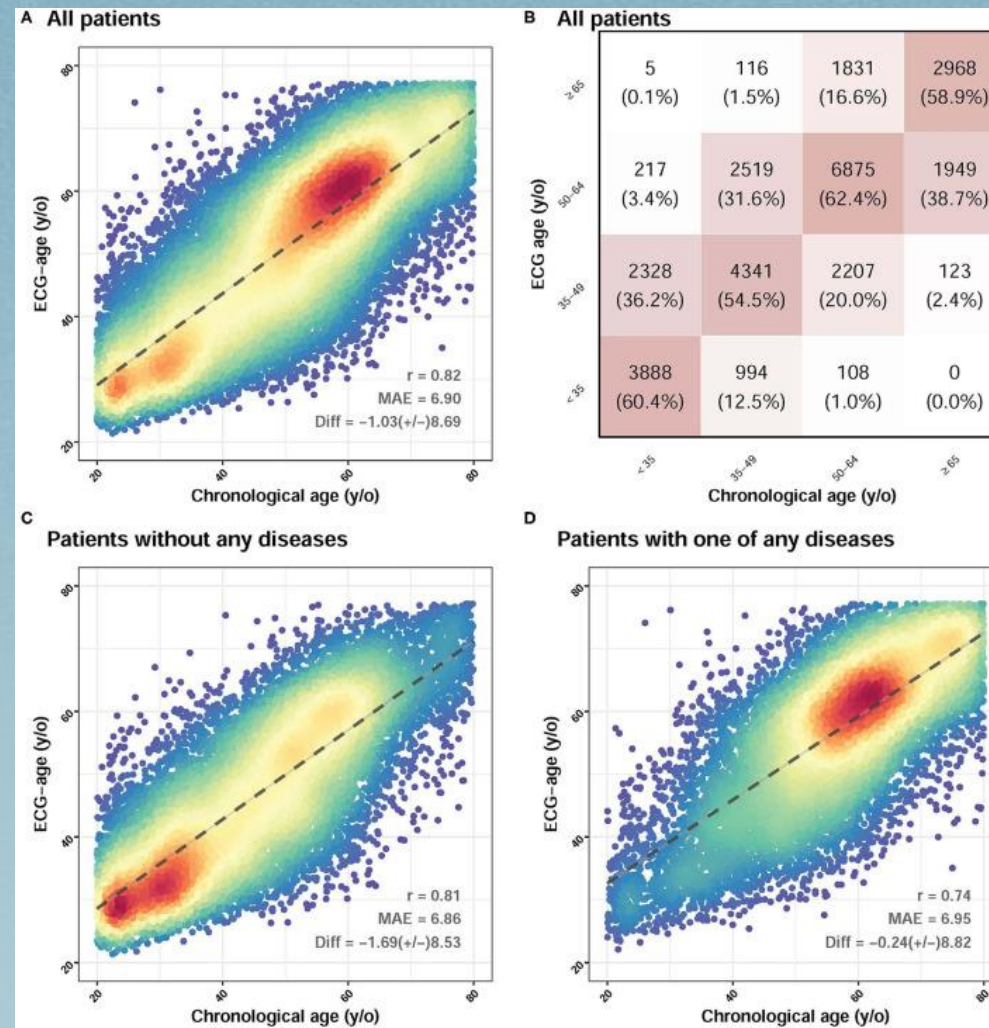 A All patients
80
60
40
20
ECG-age (y/o)
r = 0.82
MAE = 6.90
Diff = -1.03(+/-)8.69
20
40
60
80
Chronological age (y/o)
B All patients
≥ 65
5
116
1831
2968
(0.1%)
(1.5%)
(16.6%)
(58.9%)
50-64
217
2519
6875
1949
(3.4%)
(31.6%)
(62.4%)
(38.7%)
35-49
2328
4341
2207
123
(36.2%)
(54.5%)
(20.0%)
(2.4%)
< 35
3888
994
108
0
(60.4%)
(12.5%)
(1.0%)
(0.0%)
ECG age (y/o)
< 35
35-49
50-64
≥ 65
Chronological age (y/o)
C
Patients without any diseases
80
60
40
20
ECG-age (y/o)
r = 0.81
MAE = 6.86
Diff = -1.69(+/-)8.53
20
40
60
80
Chronological age (y/o)
D
Patients with one of any diseases
80
60
40
20
ECG-age (y/o)
r = 0.74
MAE = 6.95
Diff = -0.24(+/-)8.82
20
40
60
80
Chronological age (y/o)